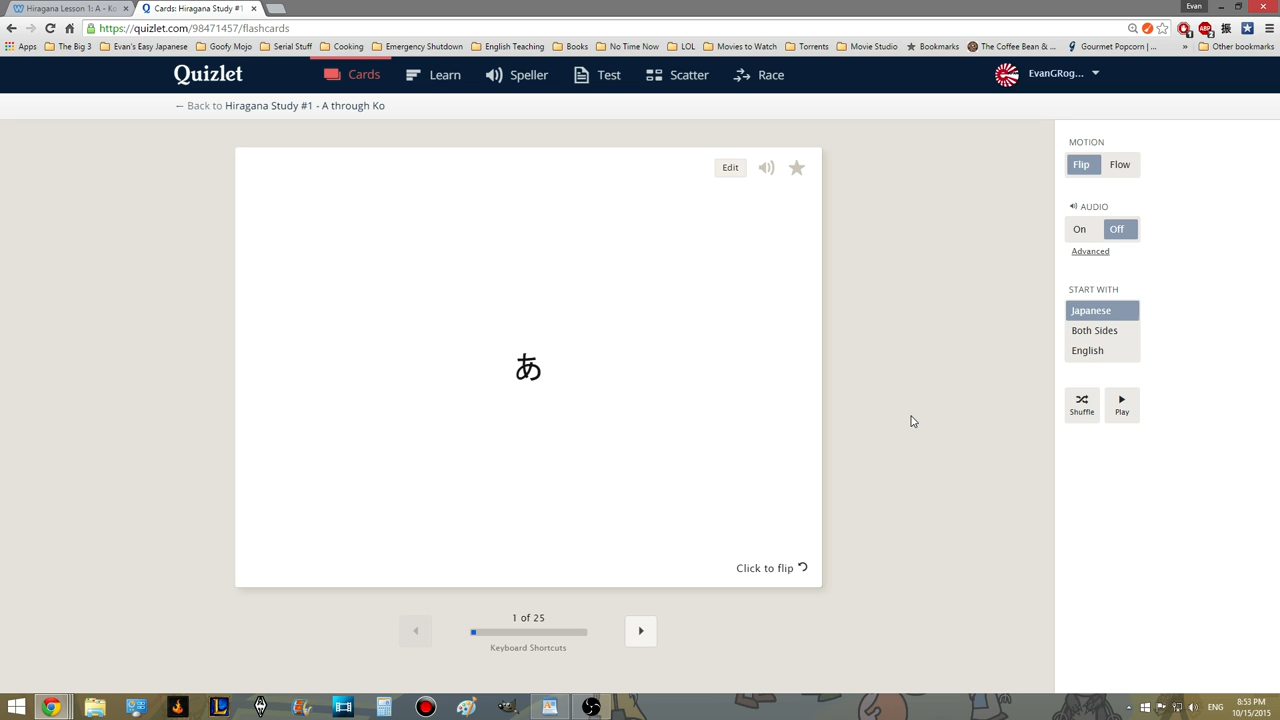 Hiragana Lesson 1: A - Ko
Cards: Hiragana Study #1
Evan
https://quizlet.com/98471457/flashcards
Apps The Big 3 Evan's Easy Japanese Goofy Mojo Serial Stuff Cooking Emergency Shutdown English Teaching Books No Time Now LOL Movies to Watch Torrents Movie Studio Bookmarks The Coffee Bean & ... Gourmet Popcorn | ... » Other bookmarks
Quizlet Cards Learn Speller Test Scatter Race EvanGRog...
← Back to Hiragana Study #1 - A through Ko
Edit
あ
Click to flip
1 of 25
Keyboard Shortcuts
MOTION
Flip Flow
AUDIO
On Off
Advanced
START WITH
Japanese
Both Sides
English
Shuffle Play
ENG
8:53 PM
10/15/2015